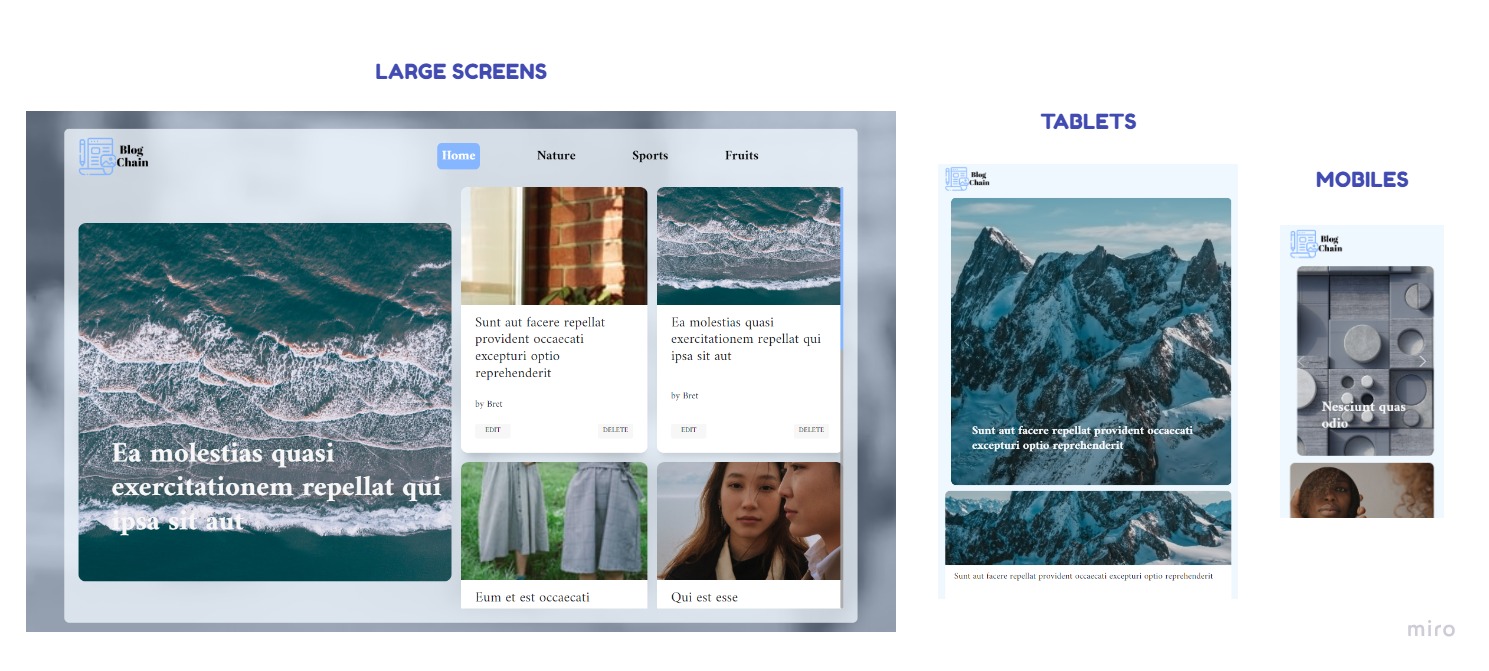 LARGE SCREENS
Blog
Chain
Home Nature Sports Fruits
Ea molestias quasi
exercitationem repellat qui
ipsa sit aut
Sunt aut facere repellat
provident occaecati
excepturi optio
reprehenderit
by Bret
EDIT DELETE
Ea molestias quasi
exercitationem repellat qui
ipsa sit aut
by Bret
EDIT DELETE
Eum et est occaecati
Qui est esse
TABLETS
Blog
Chain
Sunt aut facere repellat provident occaecati
excepturi optio reprehenderit
Sunt aut facere repellat provident occaecati excepturi optio reprehenderit
MOBILES
Blog
Chain
Nesciunt quas
odio
miro